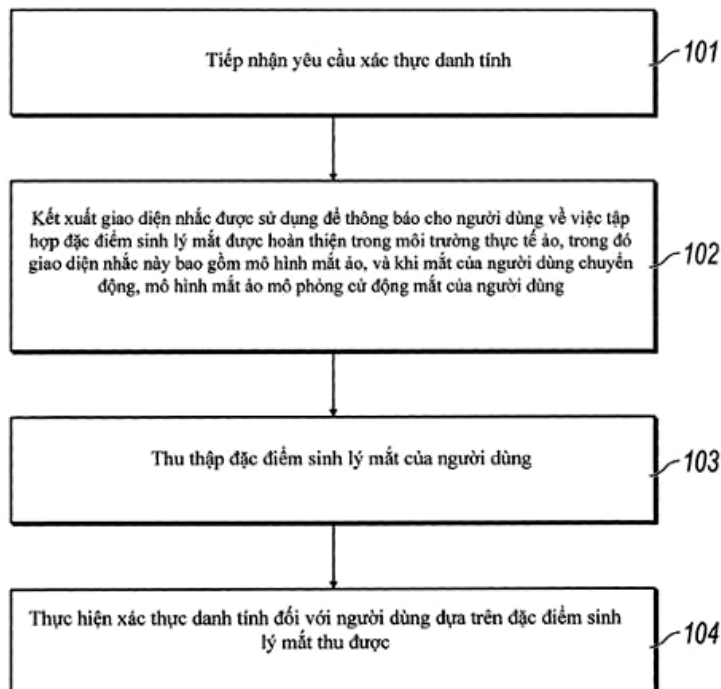 Tiếp nhận yêu cầu xác thực danh tính
101
Kết xuất giao diện nhắc được sử dụng để thông báo cho người dùng về việc tập
hợp đặc điểm sinh lý mắt được hoàn thiện trong môi trường thực tế ảo, trong đó
giao diện nhắc này bao gồm mô hình mắt ảo, và khi mắt của người dùng chuyển
động, mô hình mắt ảo mô phỏng cử động mắt của người dùng
102
Thu thập đặc điểm sinh lý mắt của người dùng
103
Thực hiện xác thực danh tính đối với người dùng dựa trên đặc điểm sinh
lý mắt thu được
104